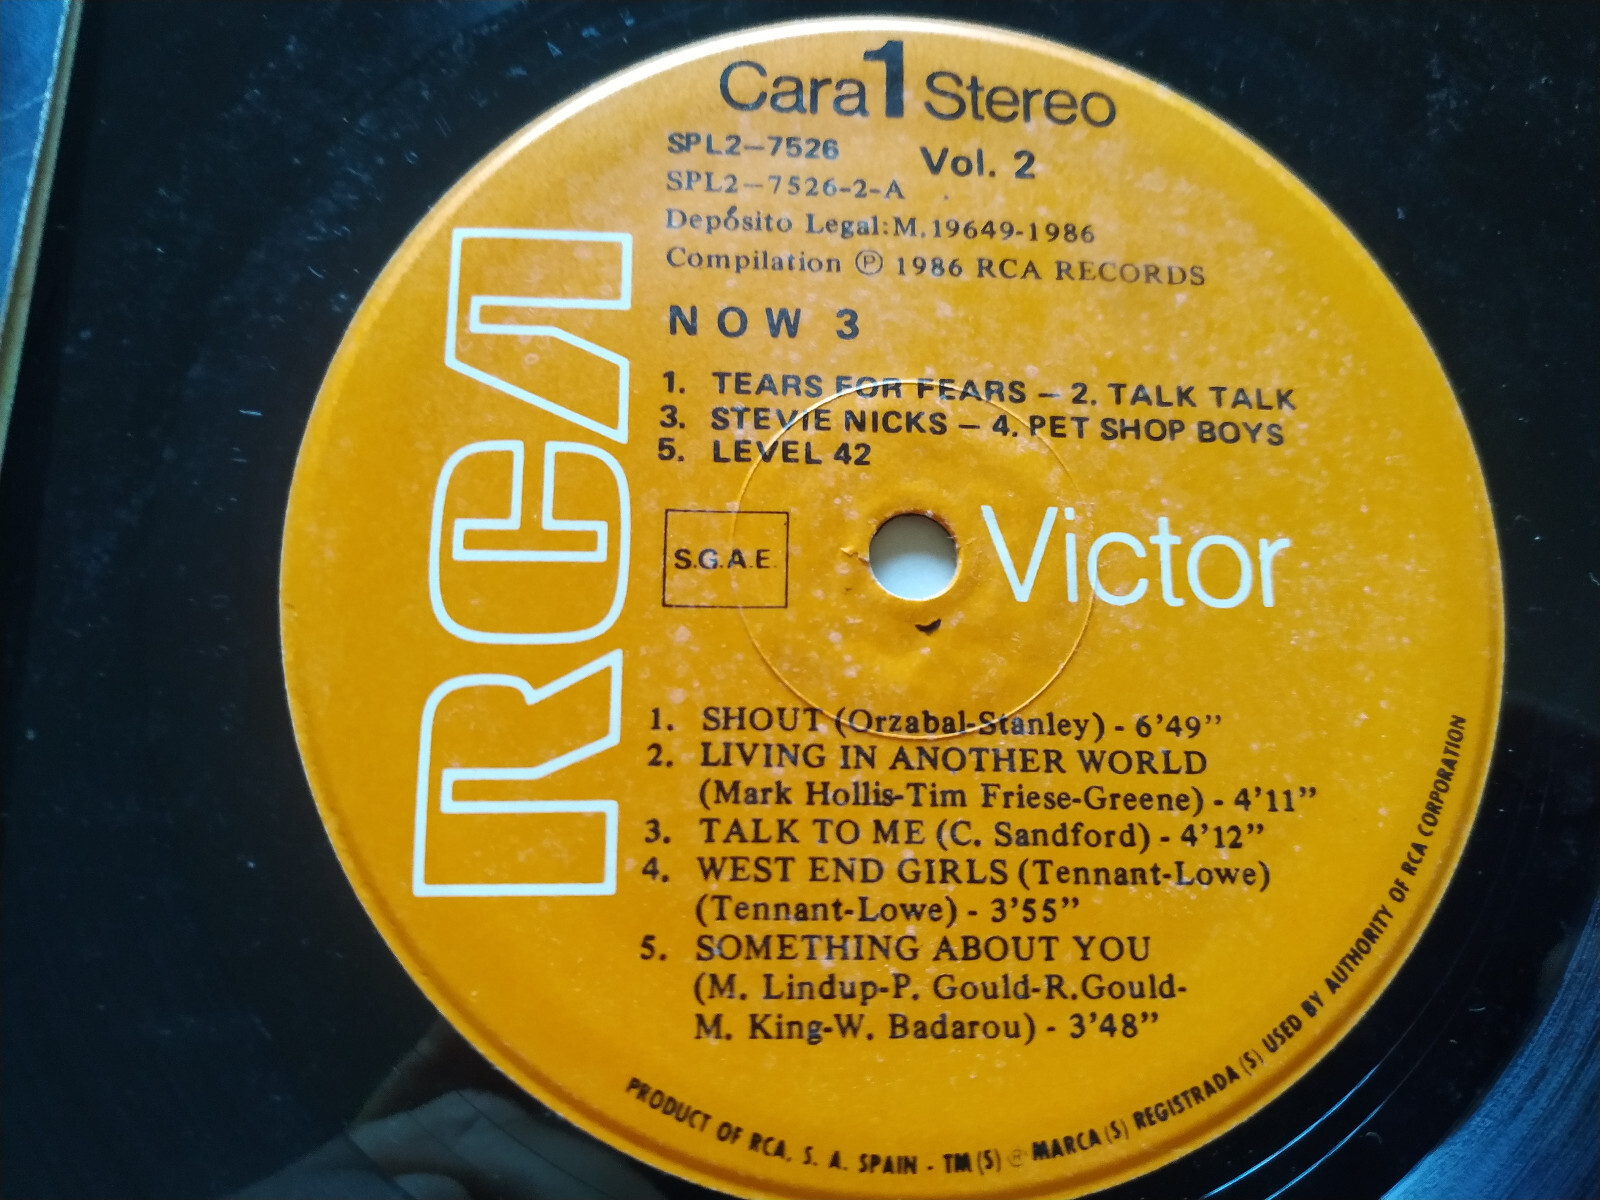 Cara 1 Stereo
SPL2-7526 Vol. 2
SPL2-7526-2-A
Depósito Legal:M.19649-1986
Compilation Ⓟ 1986 RCA RECORDS
NOW 3
1. TEARS FOR FEARS – 2. TALK TALK
3. STEVIE NICKS – 4. PET SHOP BOYS
5. LEVEL 42
RCA
S.G.A.E.
Victor
1. SHOUT (Orzabal-Stanley) - 6'49"
2. LIVING IN ANOTHER WORLD
(Mark Hollis-Tim Friese-Greene) - 4'11"
3. TALK TO ME (C. Sandford) - 4'12"
4. WEST END GIRLS (Tennant-Lowe)
(Tennant-Lowe) - 3'55"
5. SOMETHING ABOUT YOU
(M. Lindup-P. Gould-R.Gould-
M. King-W. Badarou) - 3'48"
PRODUCT OF RCA, S. A. SPAIN - TM (S) ® MARCA (S) REGISTRADA (S) USED BY AUTHORITY OF RCA CORPORATION